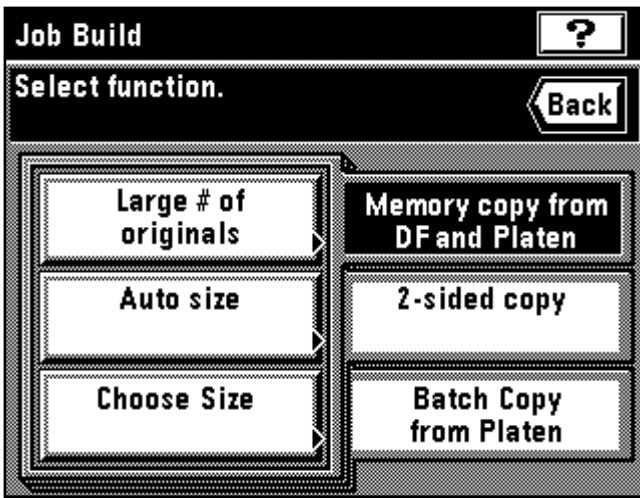 Job Build
?
Select function.
Back
Large # of
originals
Auto size
Choose Size
Memory copy from
DF and Platen
2-sided copy
Batch Copy
from Platen